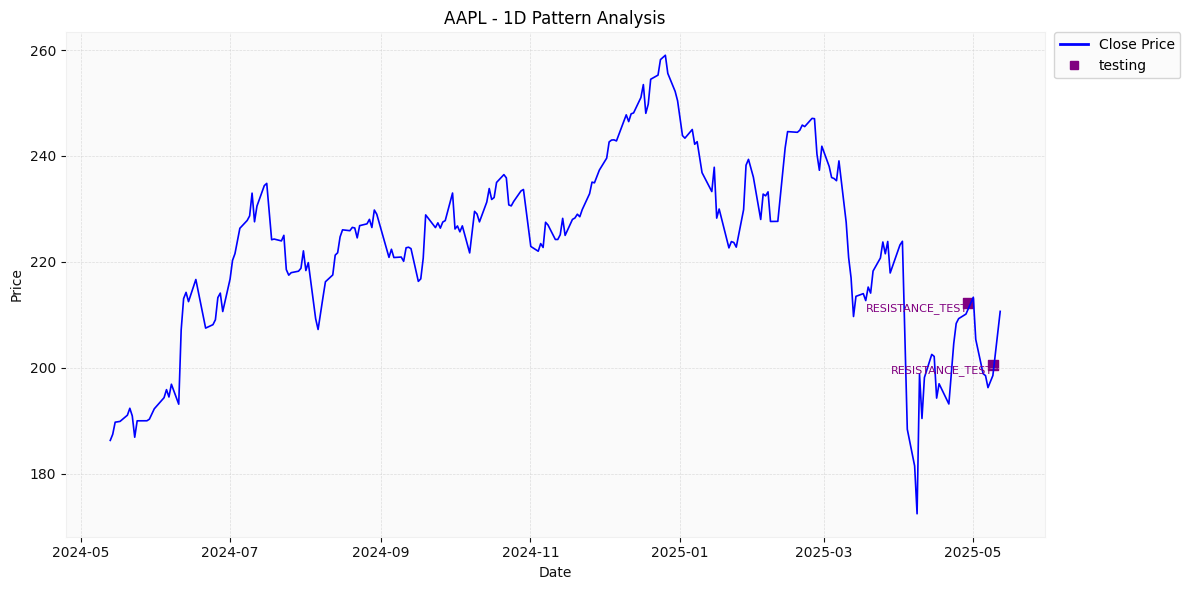 AAPL - 1D Pattern Analysis
Close Price
testing
260
240
220
200
180
Price
RESISTANCE_TEST
RESISTANCE_TEST
2024-05
2024-07
2024-09
2024-11
2025-01
2025-03
2025-05
Date